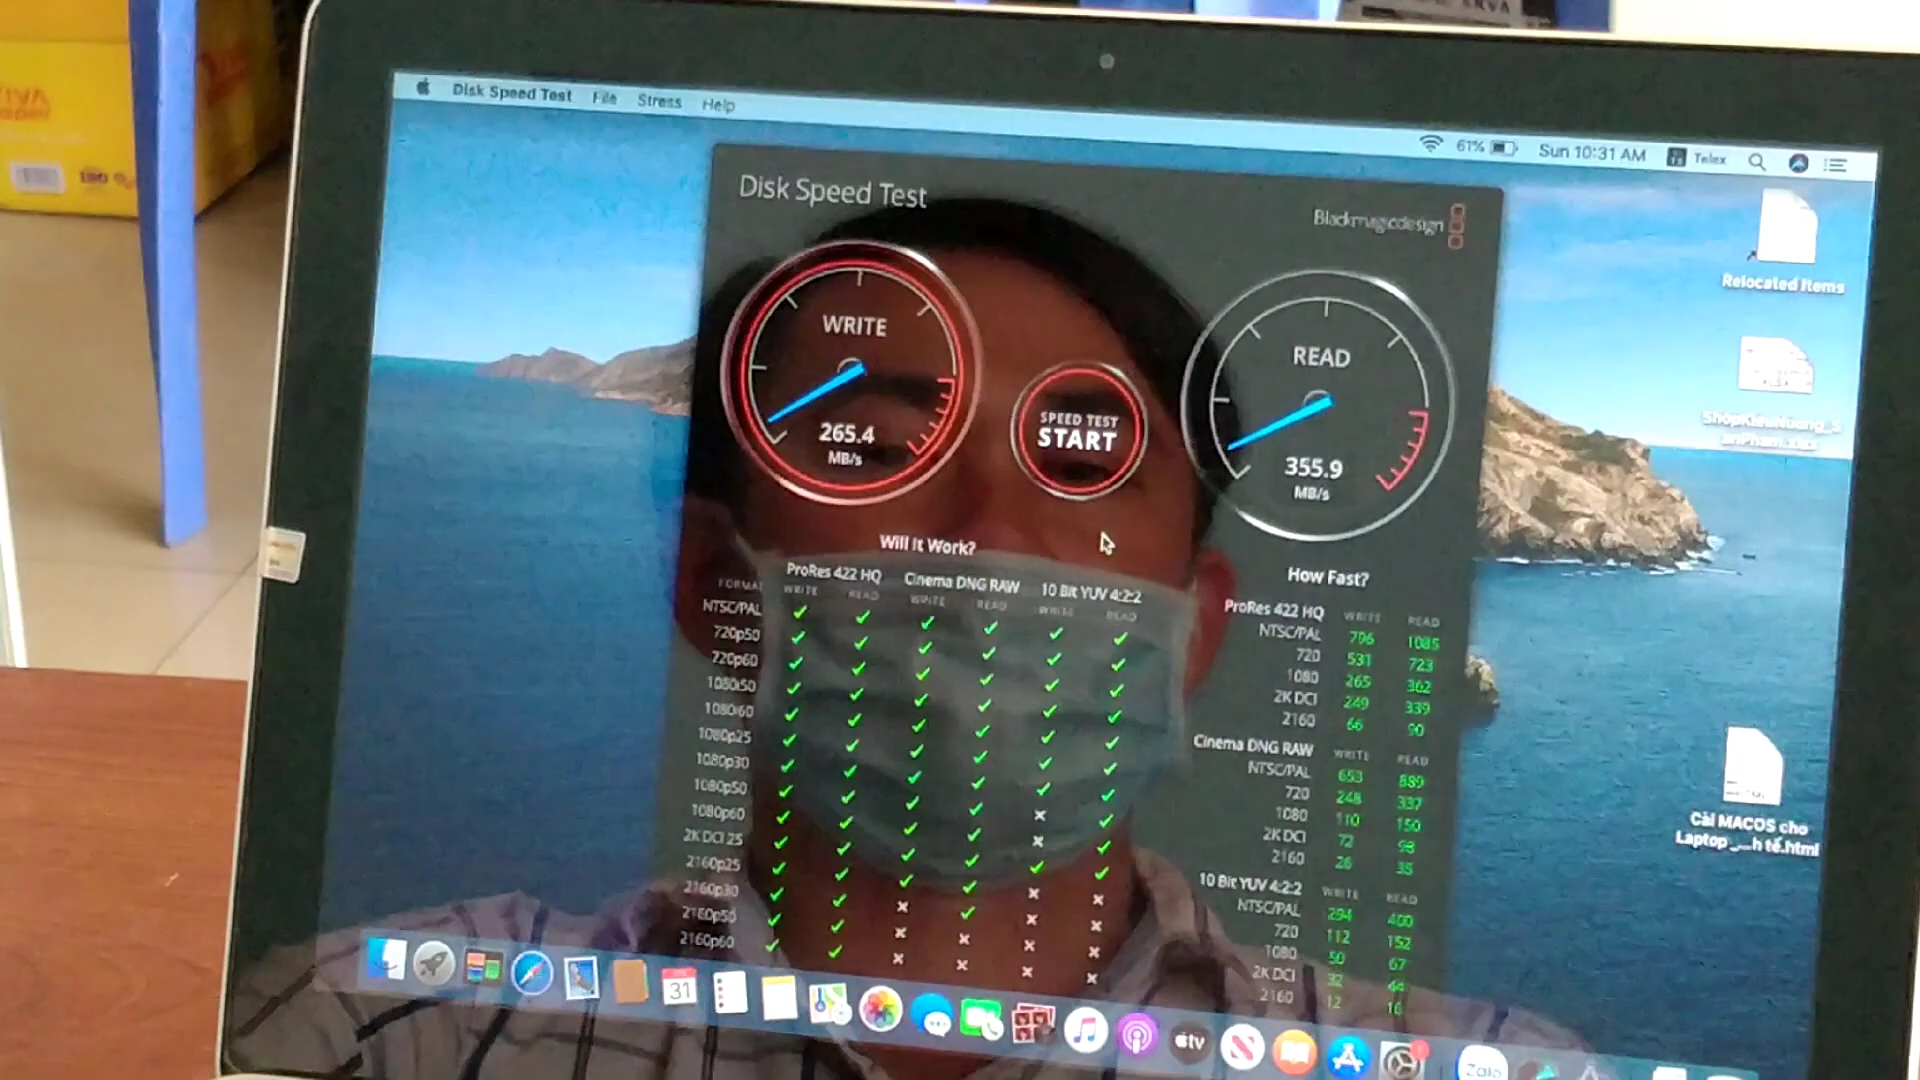 Disk Speed Test File Stress Help
61% Sun 10:31 AM Telex
Disk Speed Test
Blackmagicdesign
WRITE
265.4
MB/s
SPEED TEST
START
READ
355.9
MB/s
Will It Work?
ProRes 422 HQ Cinema DNG RAW 10 Bit YUV 4:2:2
FORMAT WRITE READ WRITE READ WRITE READ
NTSC/PAL
720p50
720p60
1080i50
1080i60
1080p25
1080p30
1080p50
1080p60
2K DCI 25
2160p25
2160p30
2160p50
2160p60
How Fast?
ProRes 422 HQ WRITE READ
NTSC/PAL 796 1085
720 531 723
1080 265 362
2K DCI 249 339
2160 66 90
Cinema DNG RAW WRITE READ
NTSC/PAL 653 889
720 248 337
1080 110 150
2K DCI 72 98
2160 26 35
10 Bit YUV 4:2:2 WRITE READ
NTSC/PAL 294 400
720 112 152
1080 50 67
2K DCI 32 44
2160 12 16
Relocated Items
Cài MACOS cho
Laptop_...h tế.html
31
tv
Zalo